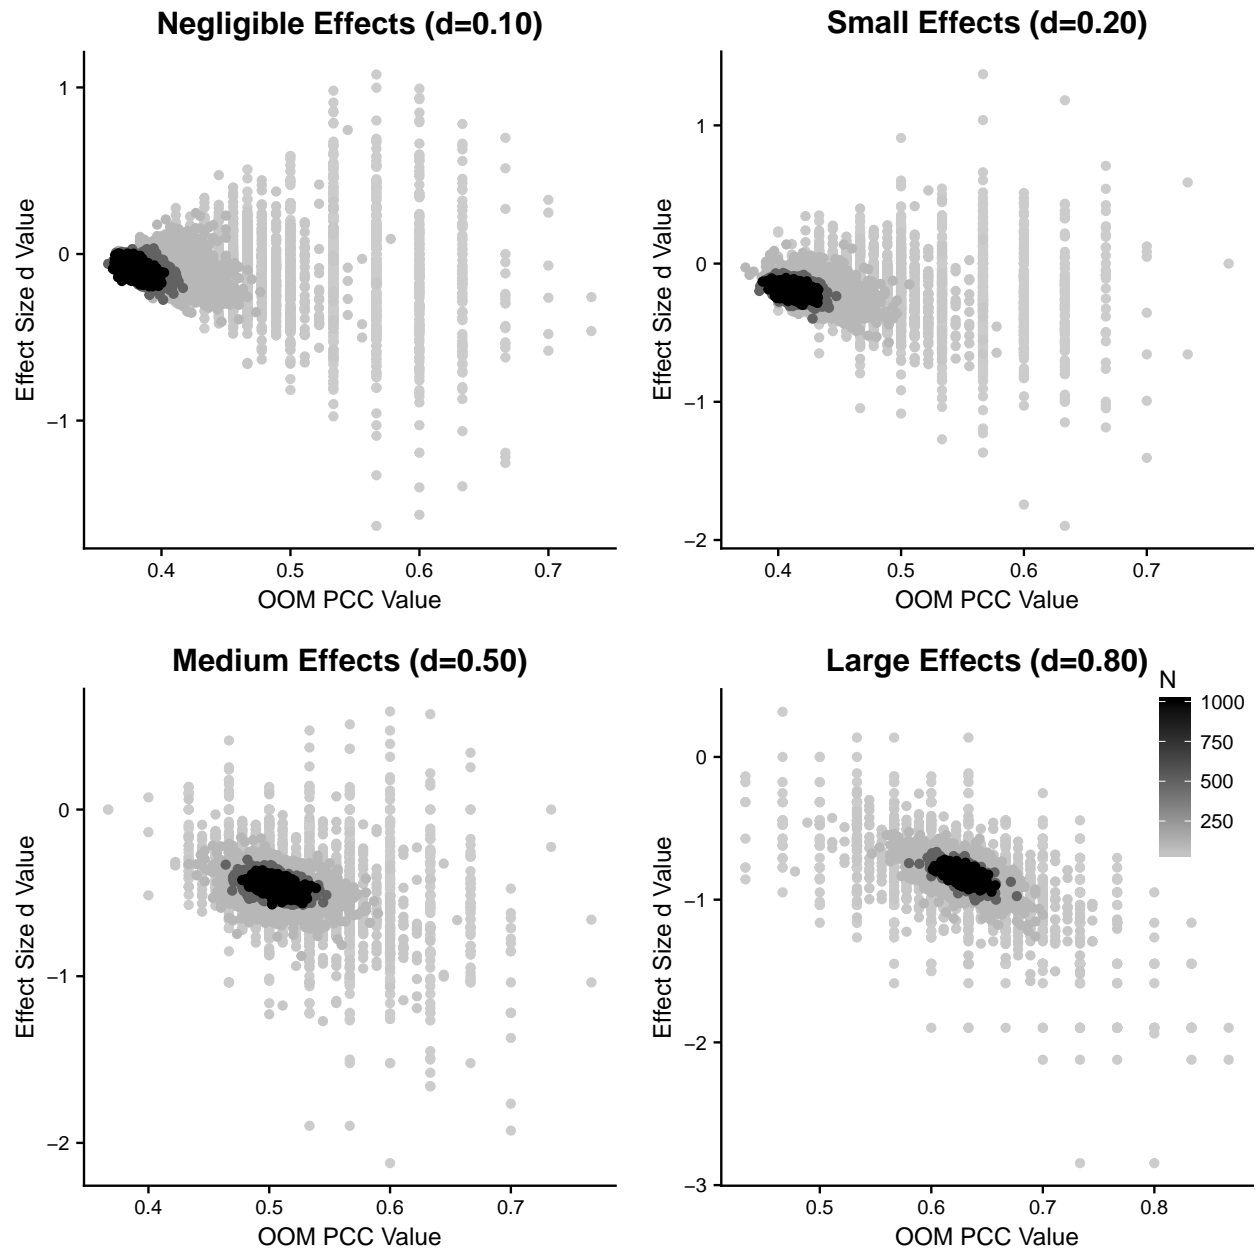 Negligible Effects (d=0.10)
Effect Size d Value
1
0
−1
0.4 0.5 0.6 0.7
OOM PCC Value
Small Effects (d=0.20)
Effect Size d Value
1
0
−1
−2
0.4 0.5 0.6 0.7
OOM PCC Value
Medium Effects (d=0.50)
Effect Size d Value
0
−1
−2
0.4 0.5 0.6 0.7
OOM PCC Value
Large Effects (d=0.80)
Effect Size d Value
0
−1
−2
−3
0.5 0.6 0.7 0.8
OOM PCC Value
N
1000
750
500
250